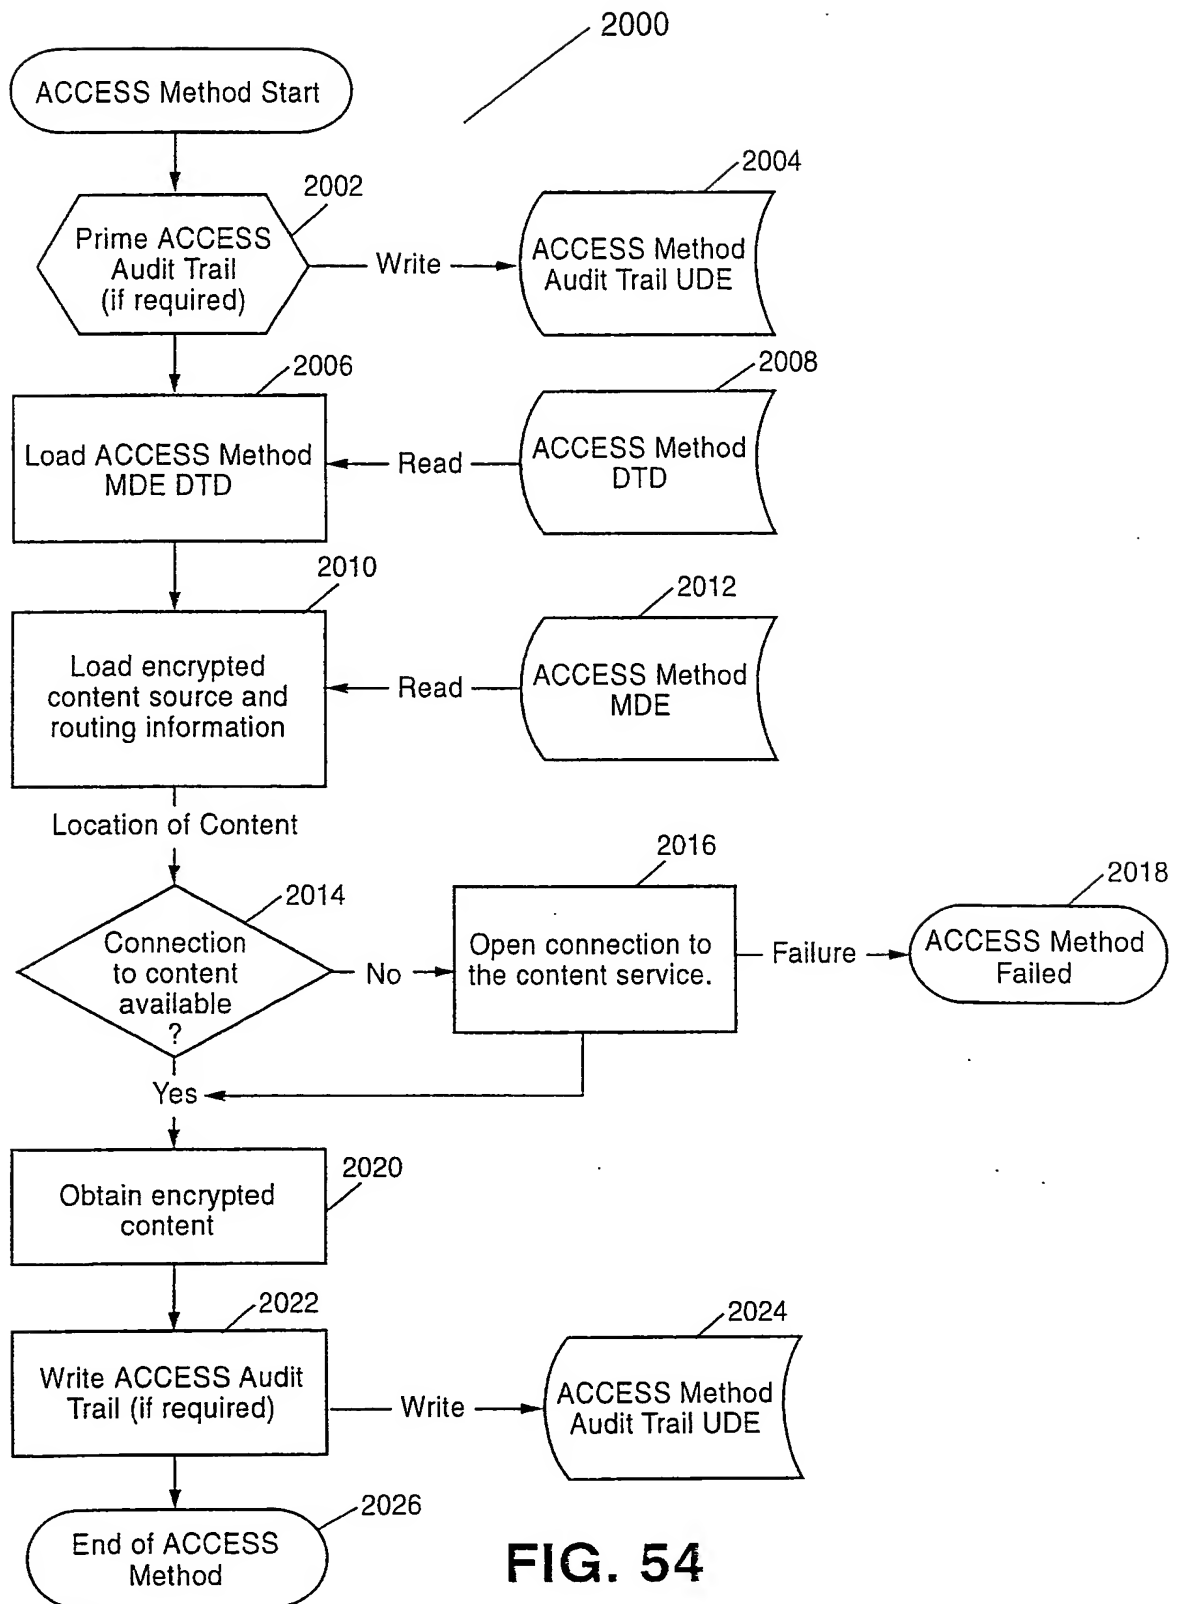 2000
ACCESS Method Start
2002
Prime ACCESS
Audit Trail
(if required)
Write
2004
ACCESS Method
Audit Trail UDE
2006
Load ACCESS Method
MDE DTD
Read
2008
ACCESS Method
DTD
2010
Load encrypted
content source and
routing information
Read
2012
ACCESS Method
MDE
Location of Content
2014
Connection
to content
available
?
No
2016
Open connection to
the content service.
Failure
2018
ACCESS Method
Failed
Yes
2020
Obtain encrypted
content
2022
Write ACCESS Audit
Trail (if required)
Write
2024
ACCESS Method
Audit Trail UDE
2026
End of ACCESS
Method
FIG. 54